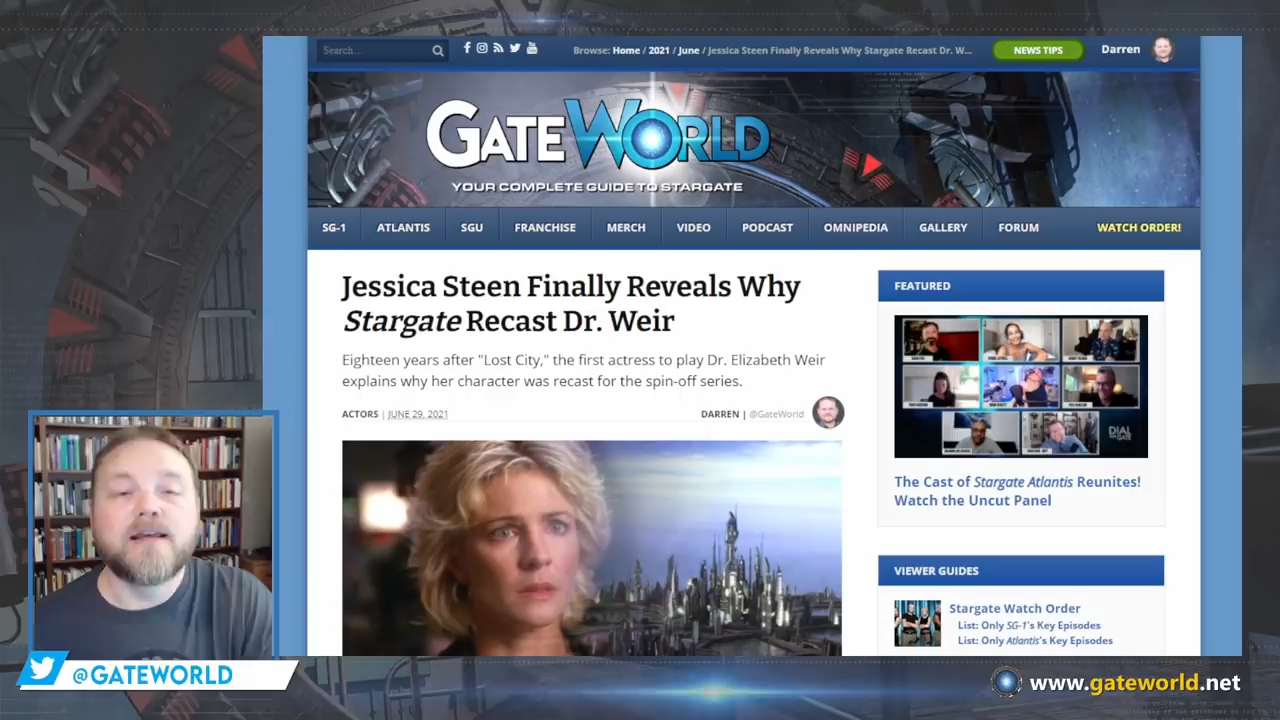 Search...
Browse: Home / 2021 / June / Jessica Steen Finally Reveals Why Stargate Recast Dr. W...
NEWS TIPS
Darren
GATEWORLD
YOUR COMPLETE GUIDE TO STARGATE
SG-1 ATLANTIS SGU FRANCHISE MERCH VIDEO PODCAST OMNIPEDIA GALLERY FORUM WATCH ORDER!
Jessica Steen Finally Reveals Why
Stargate Recast Dr. Weir
Eighteen years after "Lost City," the first actress to play Dr. Elizabeth Weir
explains why her character was recast for the spin-off series.
ACTORS | JUNE 29, 2021
DARREN | @GateWorld
FEATURED
DIAL
GATE
The Cast of Stargate Atlantis Reunites!
Watch the Uncut Panel
VIEWER GUIDES
Stargate Watch Order
List: Only SG-1's Key Episodes
List: Only Atlantis's Key Episodes
@GATEWORLD
www.gateworld.net